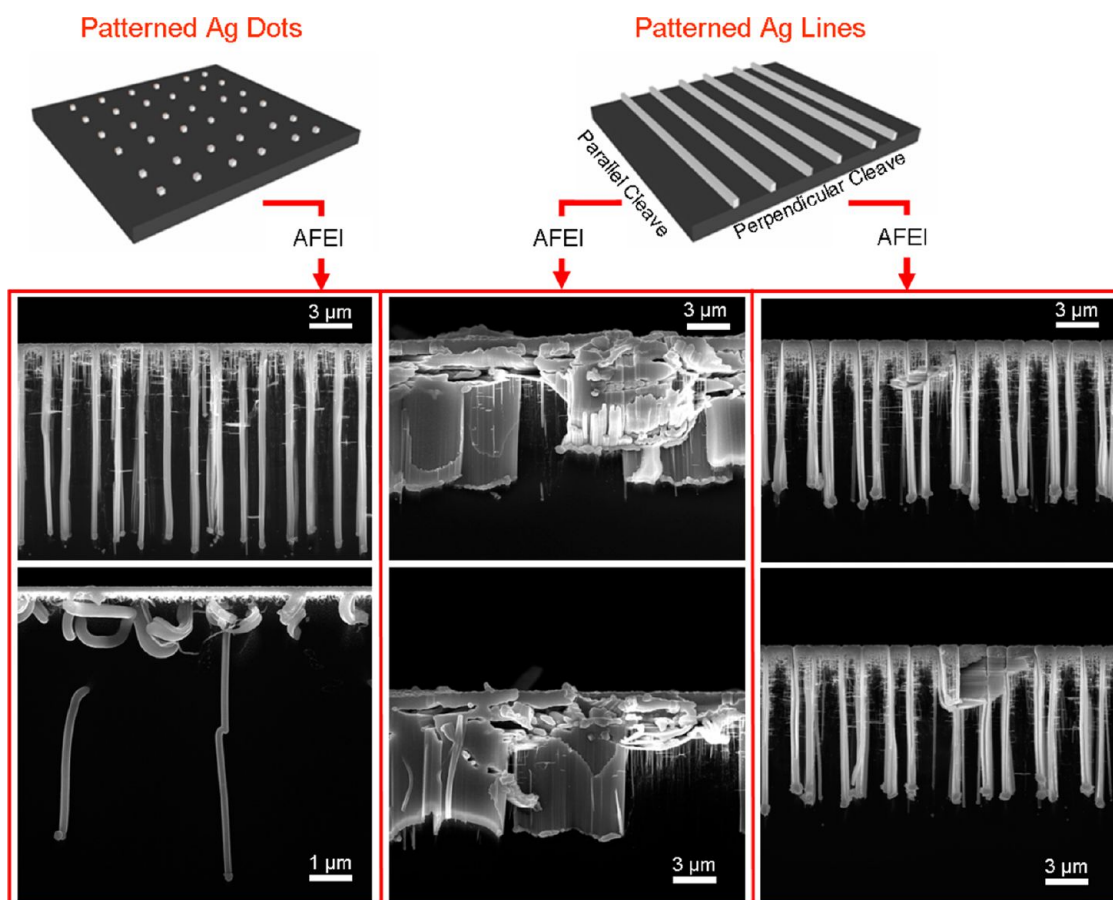 Patterned Ag Dots
Patterned Ag Lines
Parallel Cleave
Perpendicular Cleave
AFEI
AFEI
AFEI
3 µm
3 µm
3 µm
1 µm
3 µm
3 µm